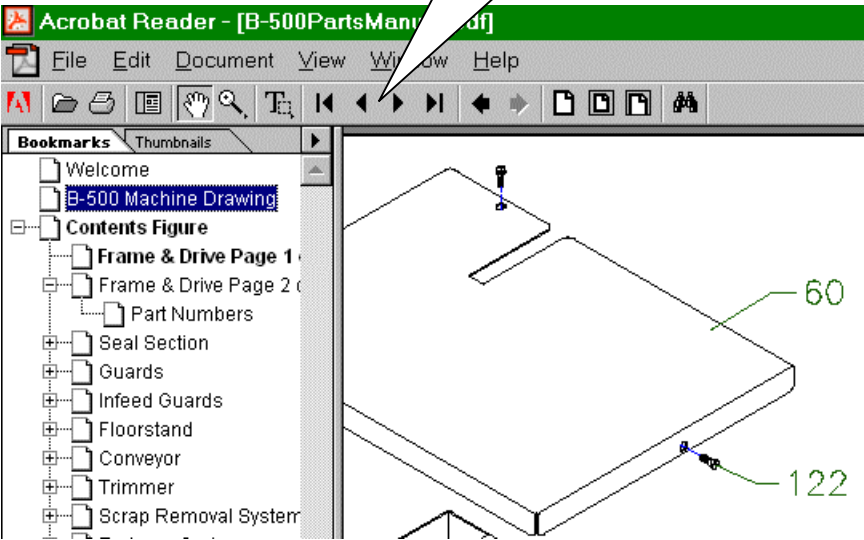 Acrobat Reader - [B-500PartsManu df]
File Edit Document View Window Help
Bookmarks Thumbnails
Welcome
B-500 Machine Drawing
Contents Figure
Frame & Drive Page 1
Frame & Drive Page 2
Part Numbers
Seal Section
Guards
Infeed Guards
Floorstand
Conveyor
Trimmer
Scrap Removal System
60
122